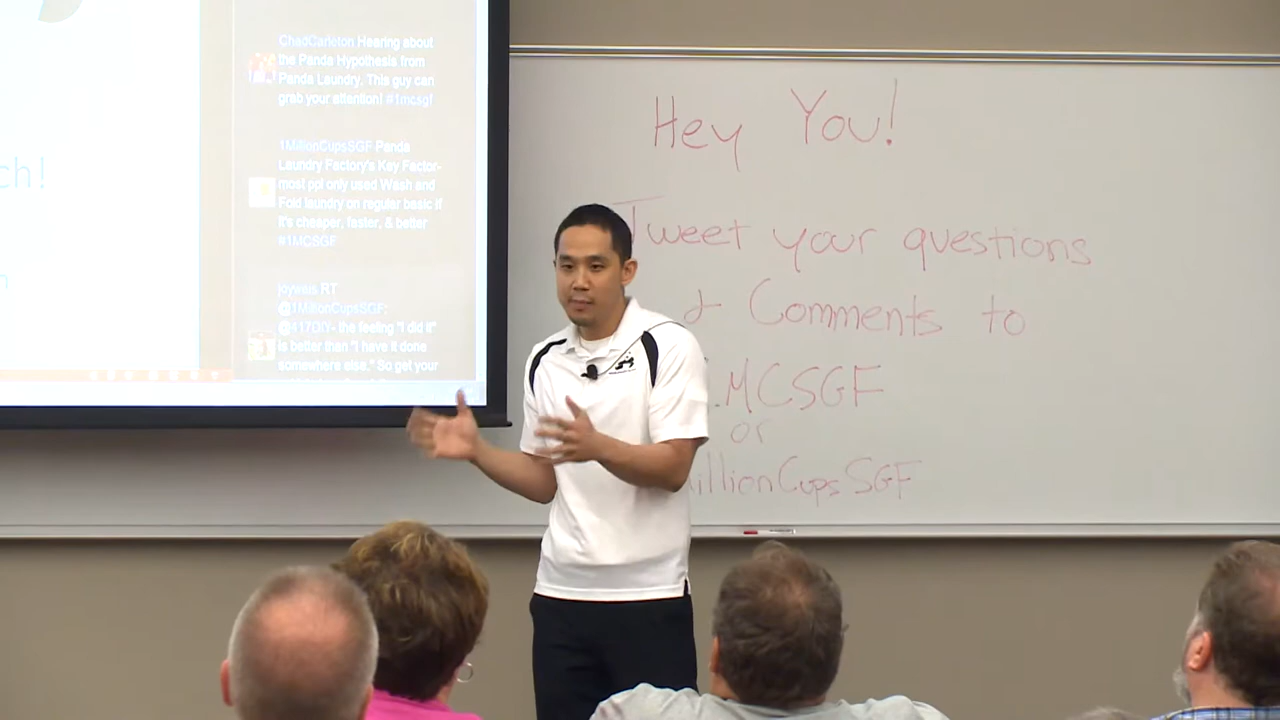 ch!
ChadCarleton Hearing about
the Panda Hypothesis from
Panda Laundry. This guy can
grab your attention! #1mcsgf
1MillionCupsSGF Panda
Laundry Factory's Key Factor-
most ppl only used Wash and
Fold laundry on regular basic if
it's cheaper, faster, & better
#1MCSGF
RT
@1MillionCupsSGF:
@417DIY- the feeling "I did it"
is better than "I have it done
somewhere else." So get your
Hey You!
Tweet your questions
& Comments to
MCSGF
or
illionCupsSGF